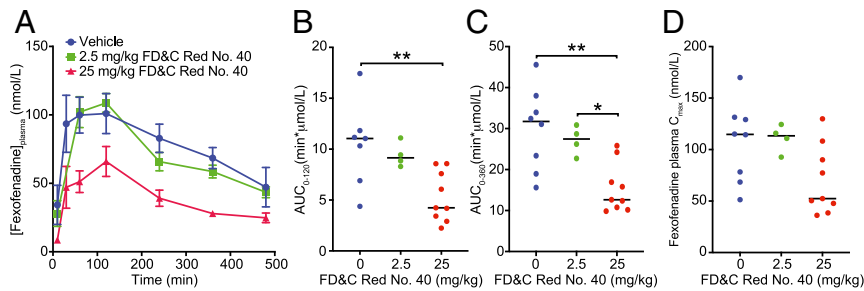 A
Vehicle
2.5 mg/kg FD&C Red No. 40
25 mg/kg FD&C Red No. 40
[Fexofenadine]plasma (nmol/L)
150
100
50
0
0 100 200 300 400 500
Time (min)
B
**
AUC0-120(min*μmol/L)
20
15
10
5
0
0 2.5 25
FD&C Red No. 40 (mg/kg)
C
**
*
AUC0-360(min*μmol/L)
50
40
30
20
10
0
0 2.5 25
FD&C Red No. 40 (mg/kg)
D
Fexofenadine plasma Cmax (nmol/L)
200
150
100
50
0
0 2.5 25
FD&C Red No. 40 (mg/kg)